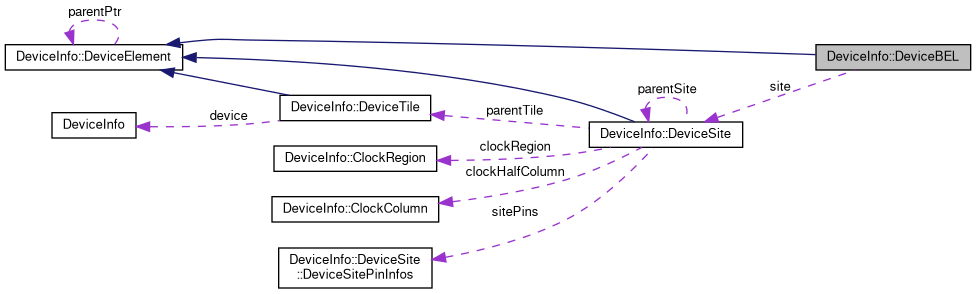 parentPtr
DeviceInfo::DeviceElement
DeviceInfo::DeviceBEL
site
parentSite
DeviceInfo::DeviceTile
parentTile
device
DeviceInfo
DeviceInfo::DeviceSite
clockRegion
DeviceInfo::ClockRegion
clockHalfColumn
DeviceInfo::ClockColumn
sitePins
DeviceInfo::DeviceSite
::DeviceSitePinInfos